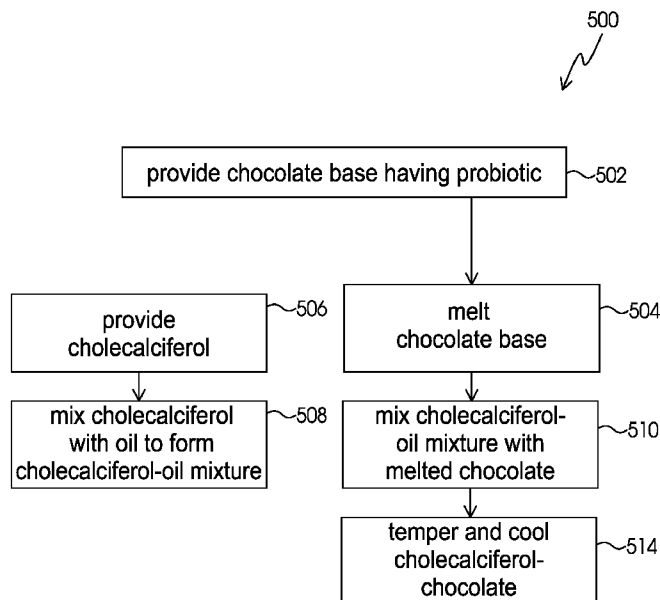 500
provide chocolate base having probiotic
502
provide
cholecalciferol
506
melt
chocolate base
504
mix cholecalciferol
with oil to form
cholecalciferol-oil mixture
508
mix cholecalciferol-
oil mixture with
melted chocolate
510
temper and cool
cholecalciferol-
chocolate
514